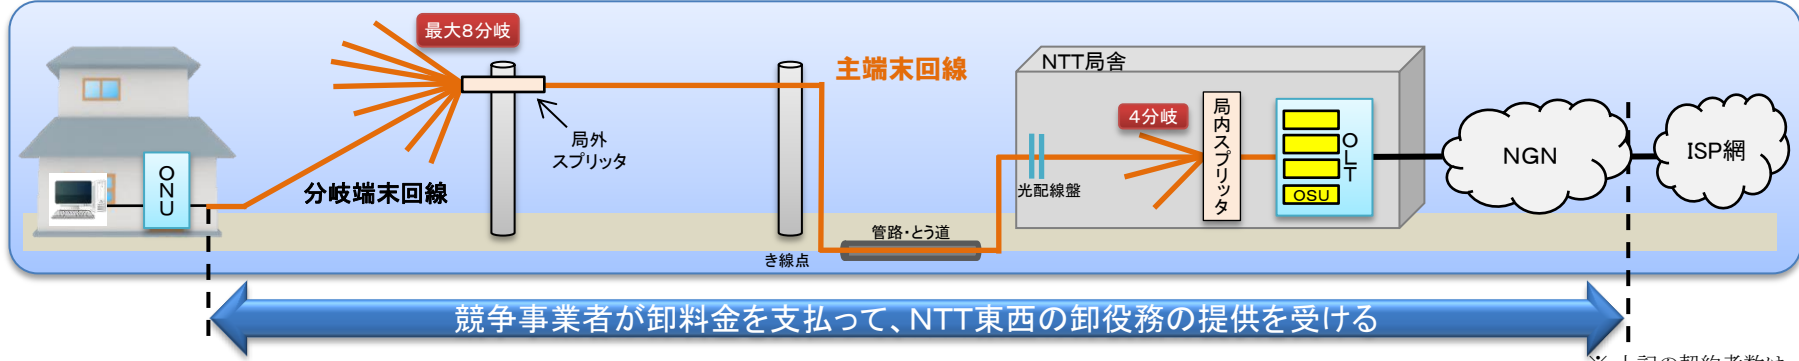 最大8分岐
主端末回線
NTT局舎
局外
スプリッタ
4分岐
局内スプリッタ
OLT
OSU
NGN
ISP網
ONU
分岐端末回線
光配線盤
管路・とう道
き線点
競争事業者が卸料金を支払って、NTT東西の卸役務の提供を受ける